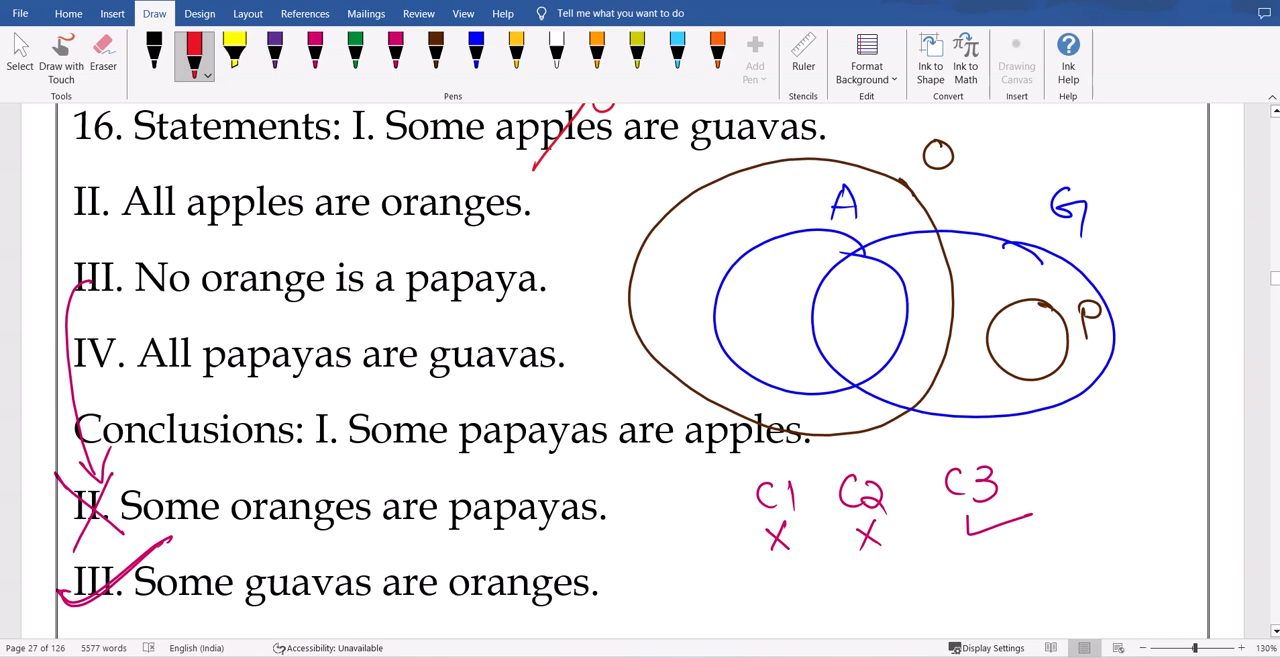 File Home Insert Draw Design Layout References Mailings Review View Help Tell me what you want to do
Select Draw with Touch Eraser Add Pen Ruler Format Background Ink to Shape Ink to Math Drawing Canvas Ink Help
Tools Pens Stencils Edit Convert Insert Help
16. Statements: I. Some apples are guavas.
O
II. All apples are oranges.
A
G
III. No orange is a papaya.
P
IV. All papayas are guavas.
Conclusions: I. Some papayas are apples.
C1 C2 C3
II. Some oranges are papayas.
III. Some guavas are oranges.
Page 27 of 126 5577 words English (India) Accessibility: Unavailable Display Settings 130%